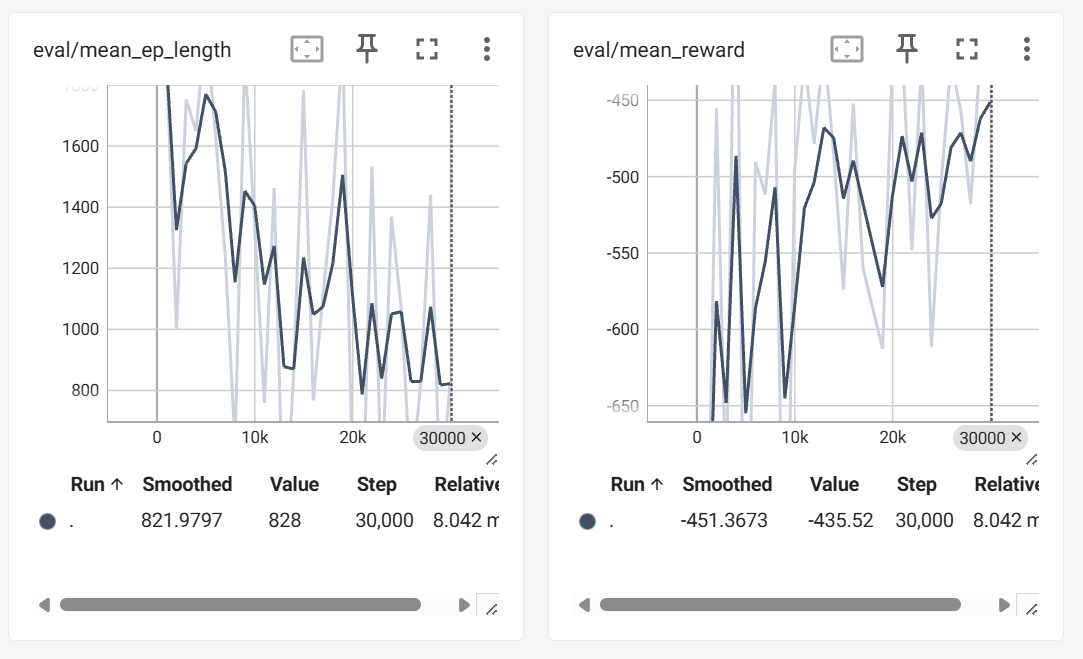 eval/mean_ep_length
1600
1400
1200
1000
800
0 10k 20k 30000 ×
Run ↑ Smoothed Value Step Relative
. 821.9797 828 30,000 8.042 m
eval/mean_reward
-450
-500
-550
-600
-650
0 10k 20k 30000 ×
Run ↑ Smoothed Value Step Relative
. -451.3673 -435.52 30,000 8.042 m